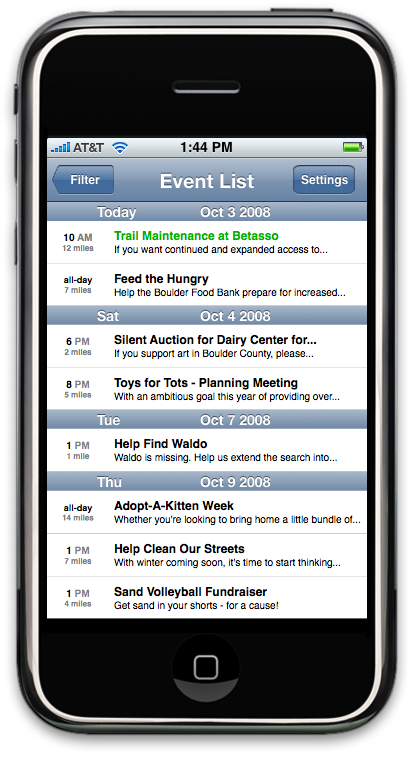 AT&T 1:44 PM
Filter Event List Settings
Today Oct 3 2008
10 AM Trail Maintenance at Betasso
12 miles If you want continued and expanded access to...
all-day Feed the Hungry
7 miles Help the Boulder Food Bank prepare for increased...
Sat Oct 4 2008
6 PM Silent Auction for Dairy Center for...
2 miles If you support art in Boulder County, please...
8 PM Toys for Tots - Planning Meeting
5 miles With an ambitious goal this year of providing over...
Tue Oct 7 2008
1 PM Help Find Waldo
1 mile Waldo is missing. Help us extend the search into...
Thu Oct 9 2008
all-day Adopt-A-Kitten Week
14 miles Whether you're looking to bring home a little bundle of...
1 PM Help Clean Our Streets
7 miles With winter coming soon, it's time to start thinking...
1 PM Sand Volleyball Fundraiser
4 miles Get sand in your shorts - for a cause!